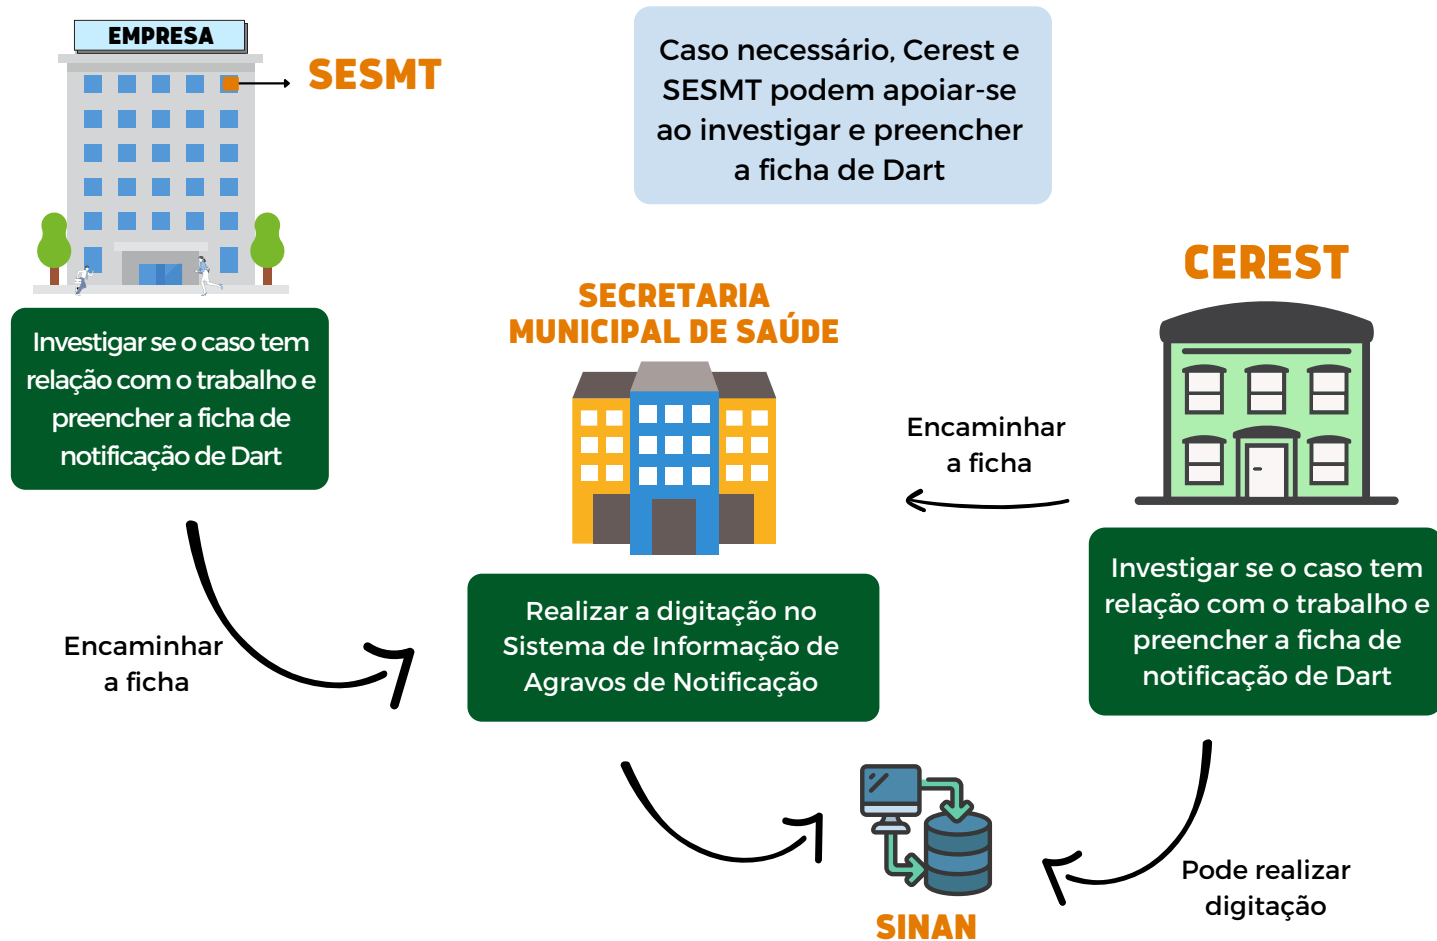 EMPRESA
SESMT
Caso necessário, Cerest e
SESMT podem apoiar-se
ao investigar e preencher
a ficha de Dart
Investigar se o caso tem
relação com o trabalho e
preencher a ficha de
notificação de Dart
Encaminhar
a ficha
SECRETARIA
MUNICIPAL DE SAÚDE
Realizar a digitação no
Sistema de Informação de
Agravos de Notificação
CEREST
Encaminhar
a ficha
Investigar se o caso tem
relação com o trabalho e
preencher a ficha de
notificação de Dart
Pode realizar
digitação
SINAN